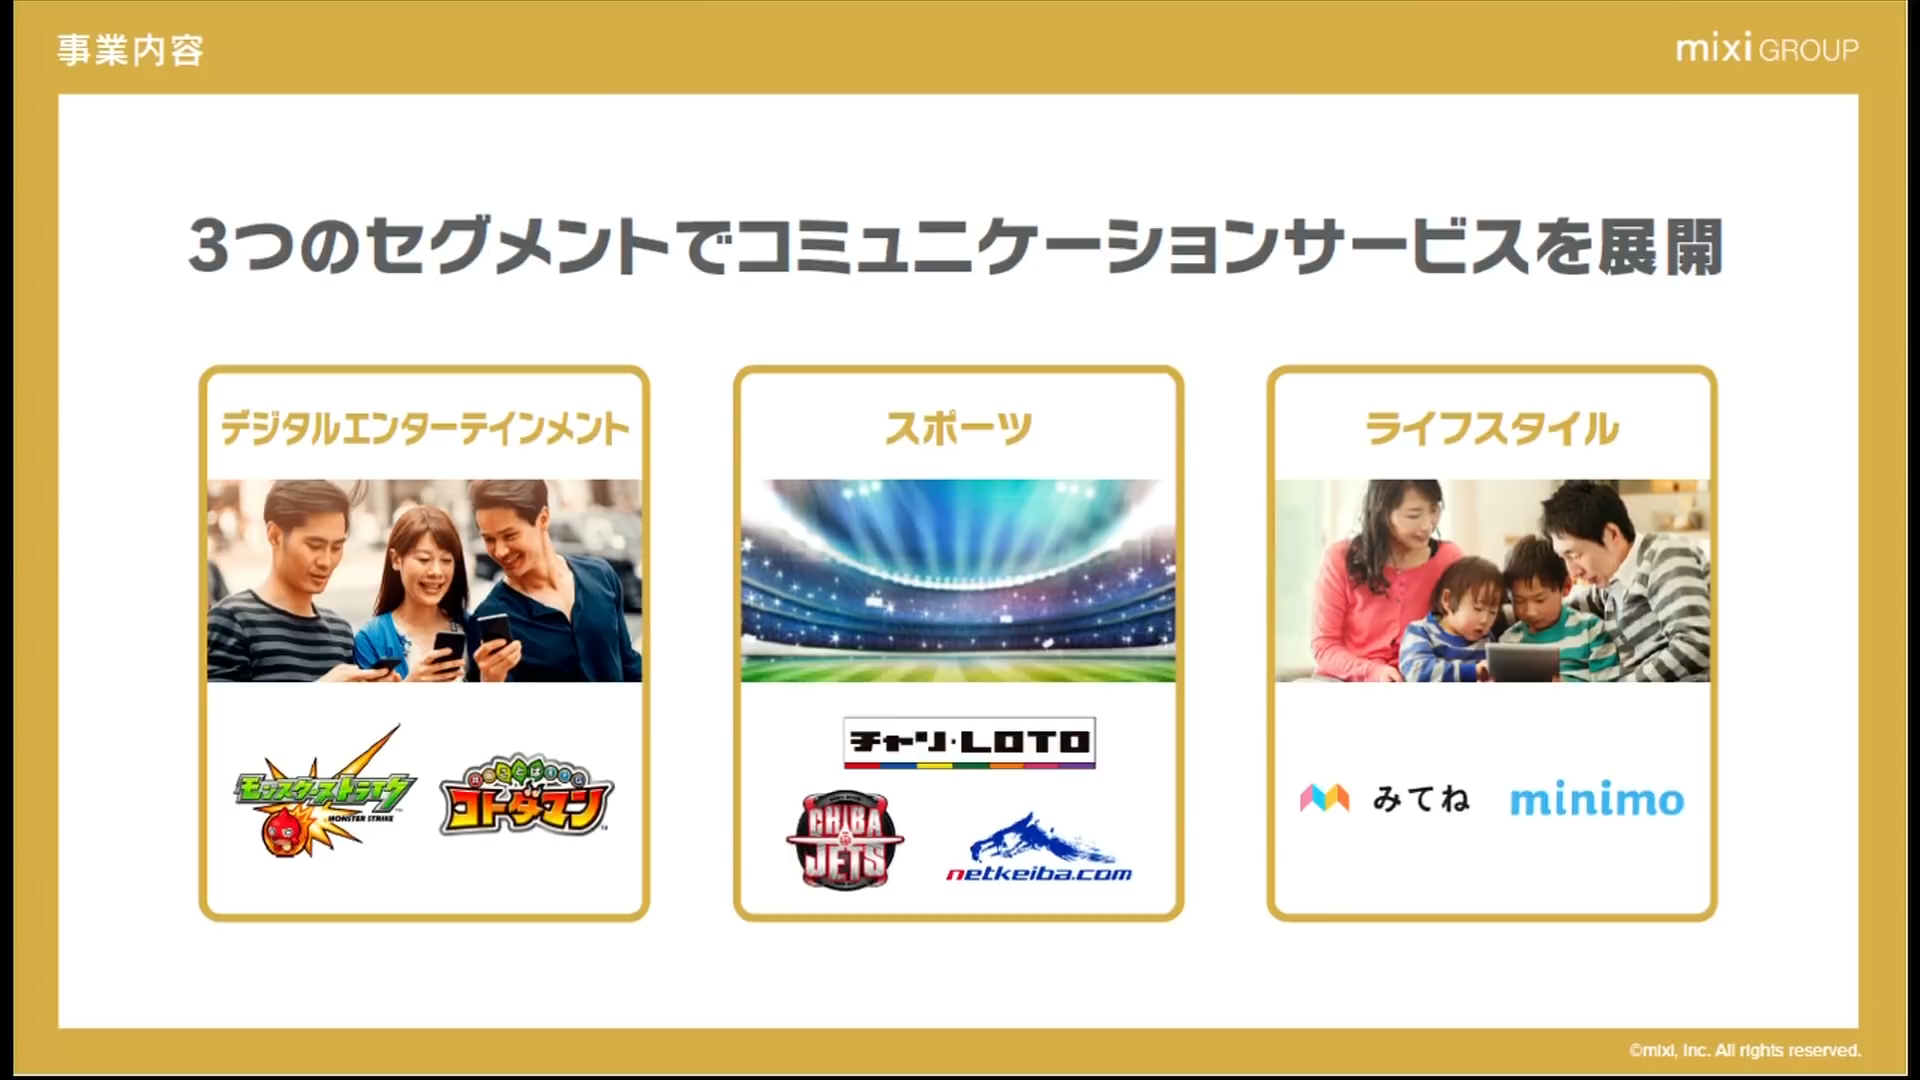 事業内容
mixi GROUP
3つのセグメントでコミュニケーションサービスを展開
デジタルエンターテインメント
モンスターストライク
MONSTER STRIKE
コトダマン
スポーツ
チャリ・LOTO
CHIBA
JETS
netkeiba.com
ライフスタイル
みてね
minimo
©mixi, Inc. All rights reserved.